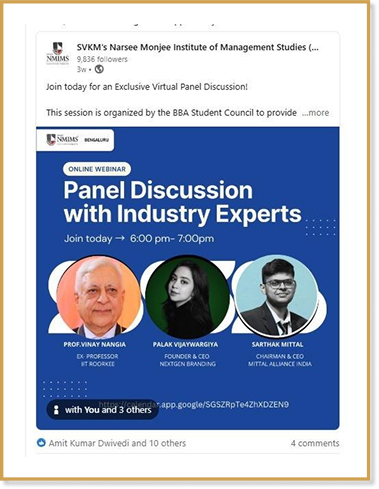 SVKM's Narsee Monjee Institute of Management Studies (...
9,836 followers
3w •
NMIMS
Join today for an Exclusive Virtual Panel Discussion!
This session is organized by the BBA Student Council to provide ...more
NMIMS BENGALURU
ONLINE WEBINAR
Panel Discussion
with Industry Experts
Join today → 6:00 pm- 7:00pm
PROF.VINAY NANGIA
EX- PROFESSOR
IIT ROORKEE
PALAK VIJAYWARGIYA
FOUNDER & CEO
NEXTGEN BRANDING
SARTHAK MITTAL
CHAIRMAN & CEO
MITTAL ALLIANCE INDIA
https://calendar.app.google/SGSZRpTe4ZhXDZEN9
with You and 3 others
Amit Kumar Dwivedi and 10 others
4 comments